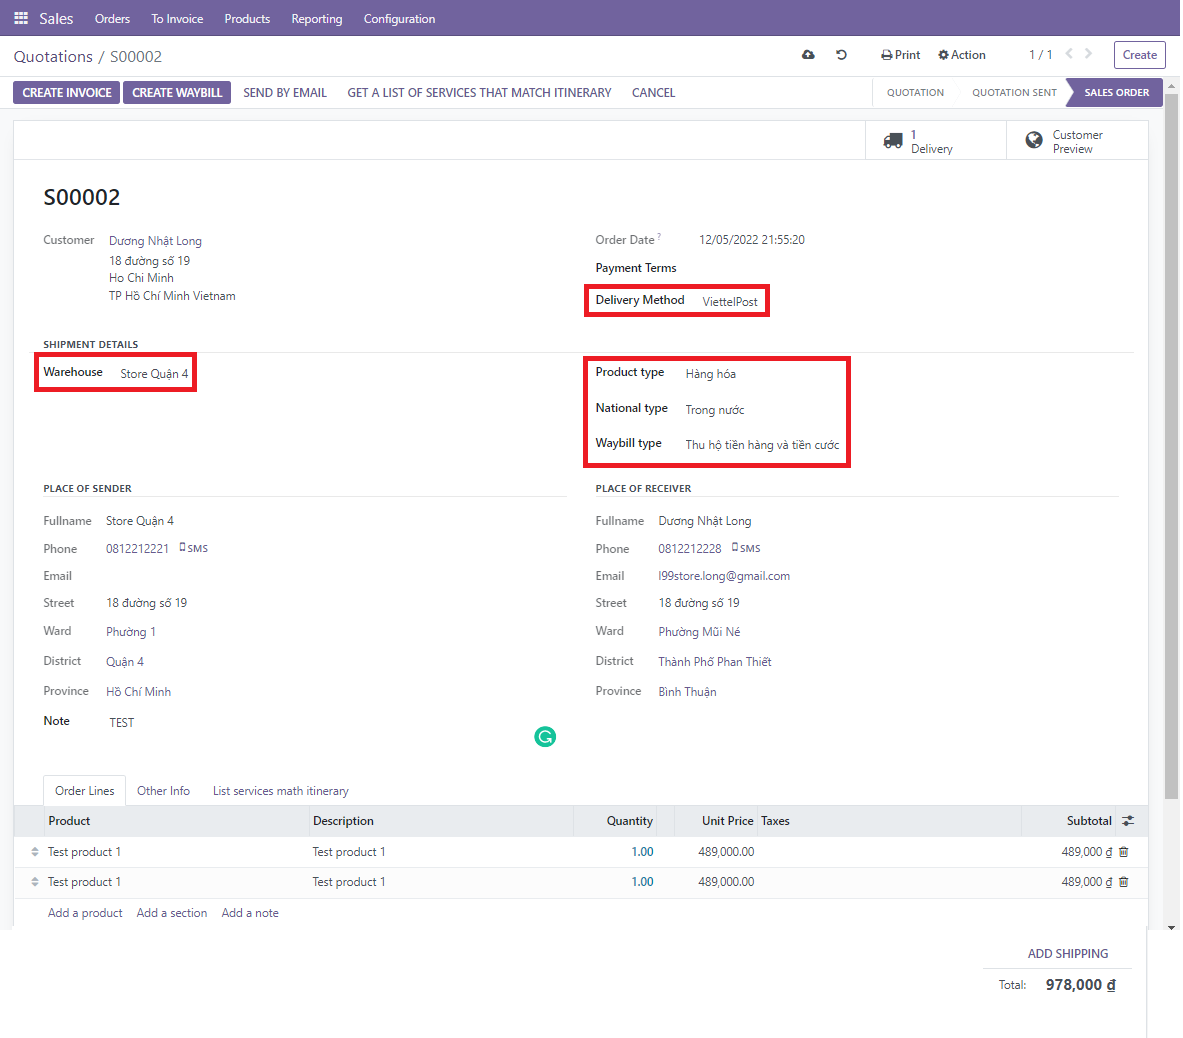 Sales Orders To Invoice Products Reporting Configuration
Quotations / S00002 Print Action 1 / 1 Create
CREATE INVOICE CREATE WAYBILL SEND BY EMAIL GET A LIST OF SERVICES THAT MATCH ITINERARY CANCEL QUOTATION QUOTATION SENT SALES ORDER
1 Delivery
Customer Preview
S00002
Customer Dương Nhật Long
18 đường số 19
Ho Chi Minh
TP Hồ Chí Minh Vietnam
Order Date ? 12/05/2022 21:55:20
Payment Terms
Delivery Method ViettelPost
SHIPMENT DETAILS
Warehouse Store Quận 4
Product type Hàng hóa
National type Trong nước
Waybill type Thu hộ tiền hàng và tiền cước
PLACE OF SENDER
Fullname Store Quận 4
Phone 0812212221 SMS
Email
Street 18 đường số 19
Ward Phường 1
District Quận 4
Province Hồ Chí Minh
Note TEST
PLACE OF RECEIVER
Fullname Dương Nhật Long
Phone 0812212228 SMS
Email l99store.long@gmail.com
Street 18 đường số 19
Ward Phường Mũi Né
District Thành Phố Phan Thiết
Province Bình Thuận
Order Lines Other Info List services math itinerary
Product Description Quantity Unit Price Taxes Subtotal
Test product 1 Test product 1 1.00 489,000.00 489,000 ₫
Test product 1 Test product 1 1.00 489,000.00 489,000 ₫
Add a product Add a section Add a note
ADD SHIPPING
Total: 978,000 ₫